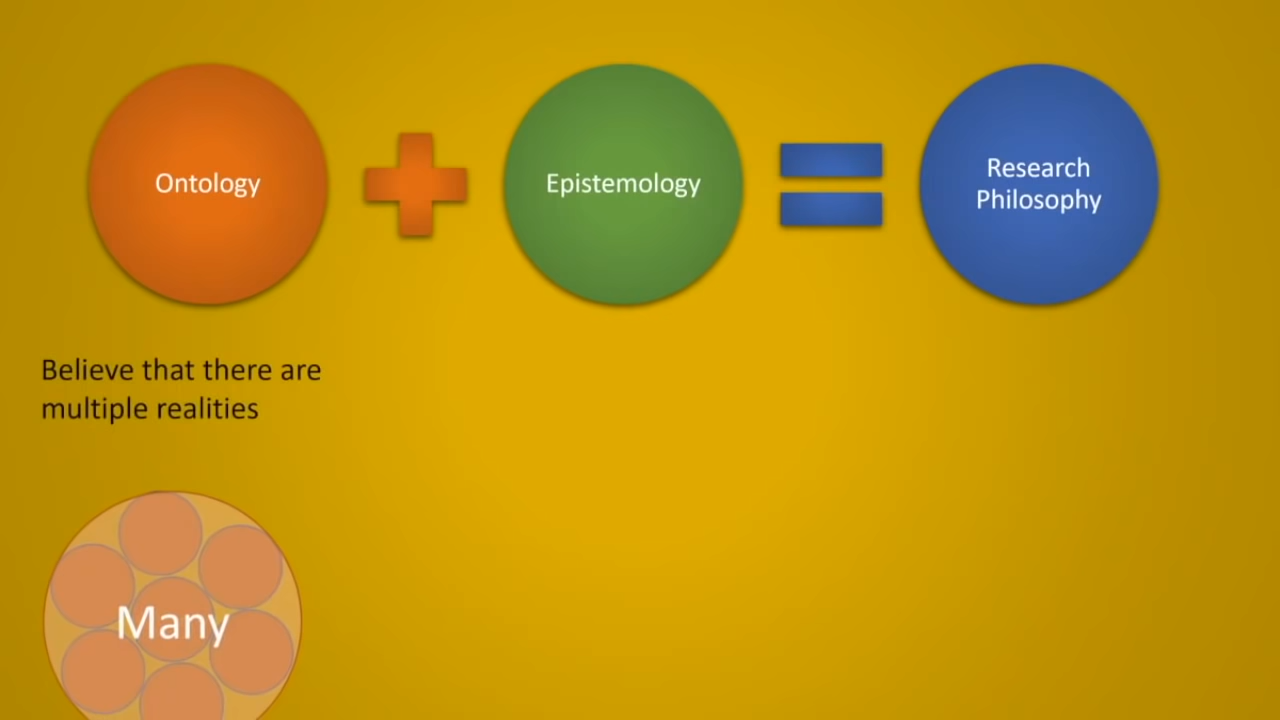 Ontology
Epistemology
Research
Philosophy
Believe that there are
multiple realities
Many